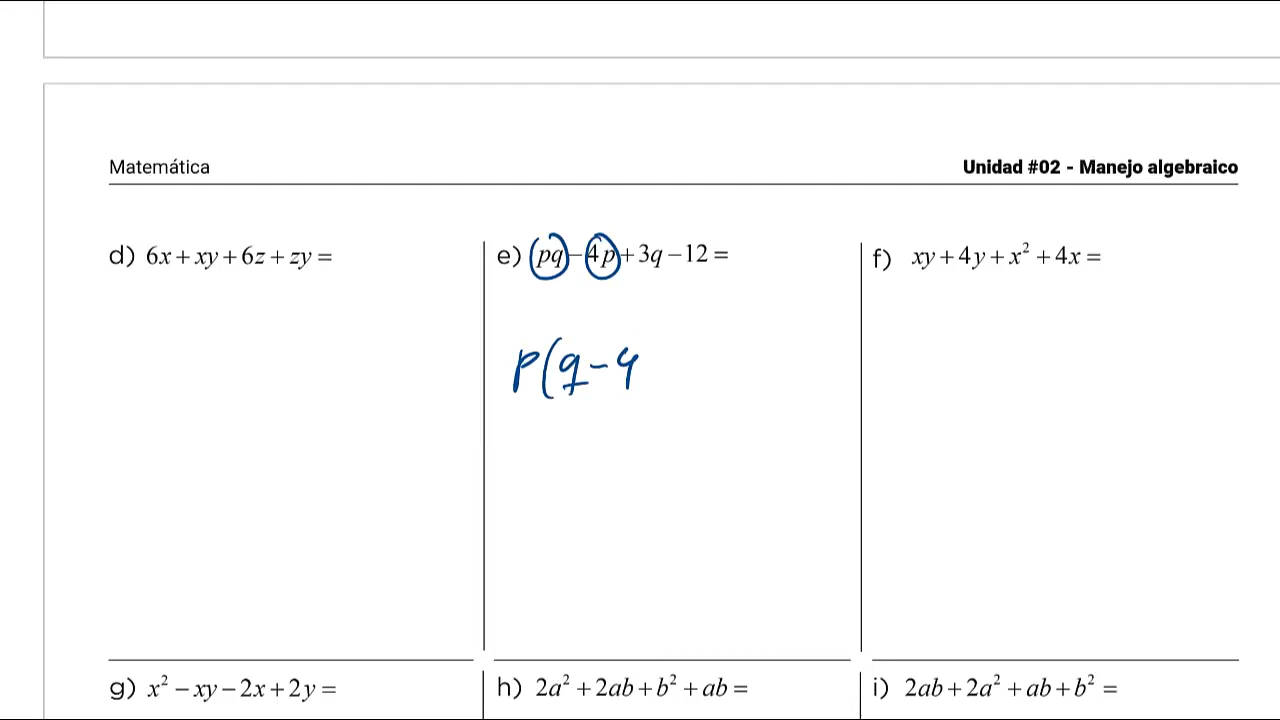 Matemática
Unidad #02 - Manejo algebraico
d) 6x + xy + 6z + zy =
e) pq - 4p + 3q - 12 =
f) xy + 4y + x² + 4x =
p(q - 4
g) x² - xy - 2x + 2y =
h) 2a² + 2ab + b² + ab =
i) 2ab + 2a² + ab + b² =